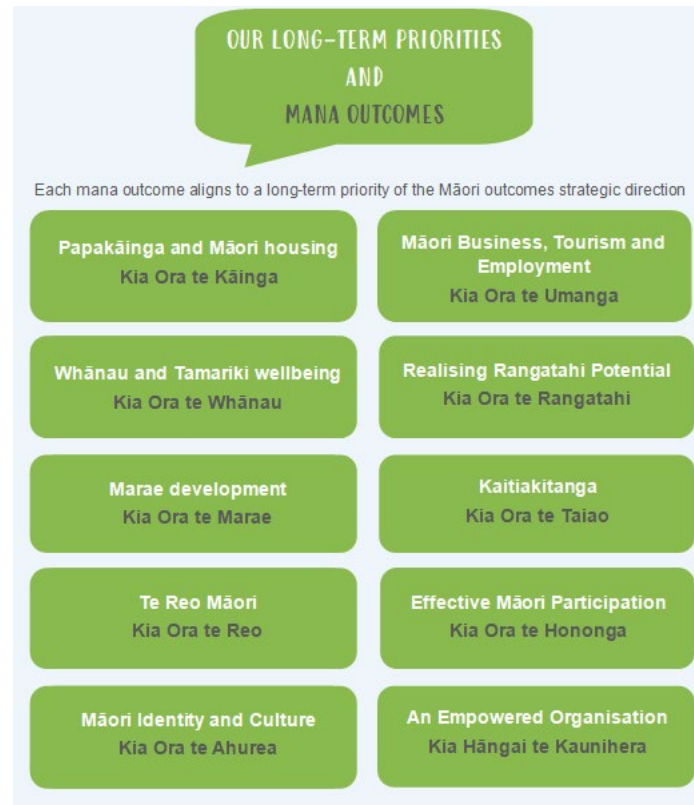 OUR LONG-TERM PRIORITIES
AND
MANA OUTCOMES
Each mana outcome aligns to a long-term priority of the Māori outcomes strategic direction
Papakāinga and Māori housing
Kia Ora te Kāinga
Māori Business, Tourism and
Employment
Kia Ora te Umanga
Whānau and Tamariki wellbeing
Kia Ora te Whānau
Realising Rangatahi Potential
Kia Ora te Rangatahi
Marae development
Kia Ora te Marae
Kaitiakitanga
Kia Ora te Taiao
Te Reo Māori
Kia Ora te Reo
Effective Māori Participation
Kia Ora te Hononga
Māori Identity and Culture
Kia Ora te Ahurea
An Empowered Organisation
Kia Hāngai te Kaunihera